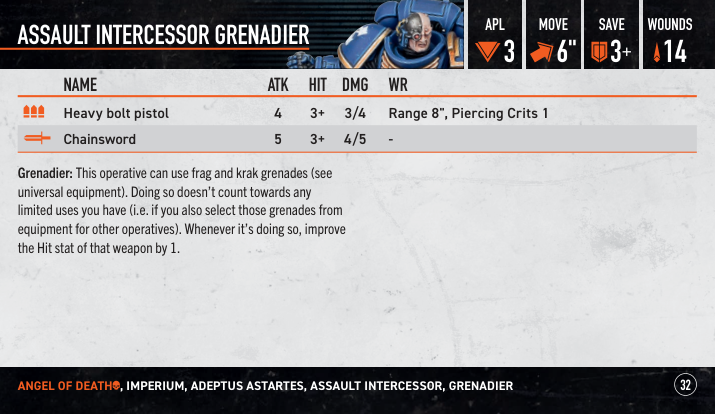 ASSAULT INTERCESSOR GRENADIER
APL MOVE SAVE WOUNDS
3 6" 3+ 14
NAME ATK HIT DMG WR
Heavy bolt pistol 4 3+ 3/4 Range 8", Piercing Crits 1
Chainsword 5 3+ 4/5 -
Grenadier: This operative can use frag and krak grenades (see
universal equipment). Doing so doesn't count towards any
limited uses you have (i.e. if you also select those grenades from
equipment for other operatives). Whenever it's doing so, improve
the Hit stat of that weapon by 1.
ANGEL OF DEATH, IMPERIUM, ADEPTUS ASTARTES, ASSAULT INTERCESSOR, GRENADIER
32